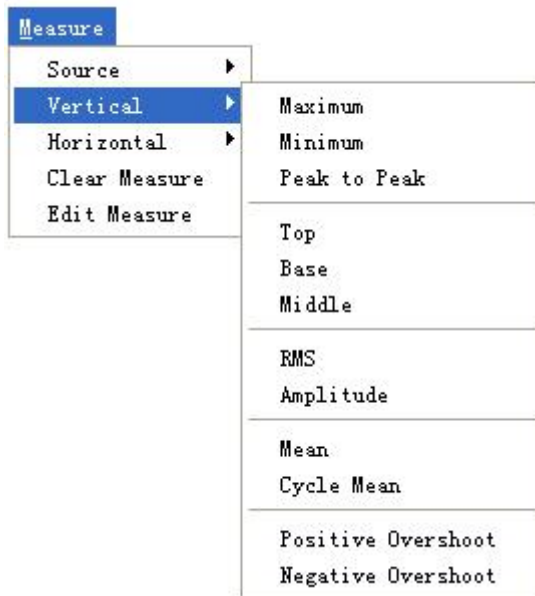 Measure
Source
Vertical
Horizontal
Clear Measure
Edit Measure
Maximum
Minimum
Peak to Peak
Top
Base
Middle
RMS
Amplitude
Mean
Cycle Mean
Positive Overshoot
Negative Overshoot